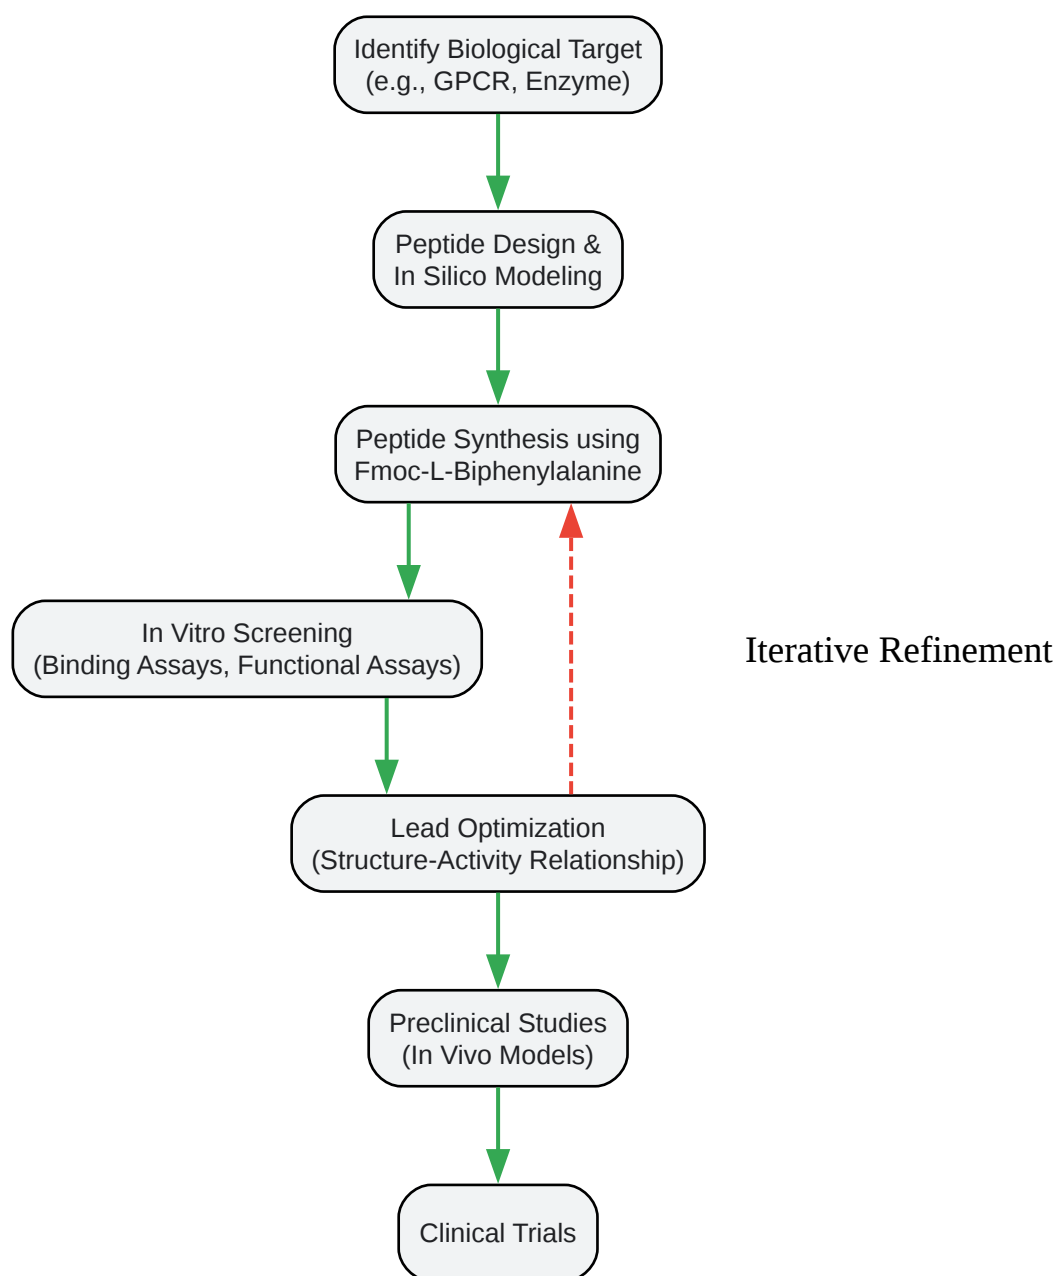 Identify Biological Target
(e.g., GPCR, Enzyme)
Peptide Design &
In Silico Modeling
Peptide Synthesis using
Fmoc-L-Biphenylalanine
In Vitro Screening
(Binding Assays, Functional Assays)
Iterative Refinement
Lead Optimization
(Structure-Activity Relationship)
Preclinical Studies
(In Vivo Models)
Clinical Trials